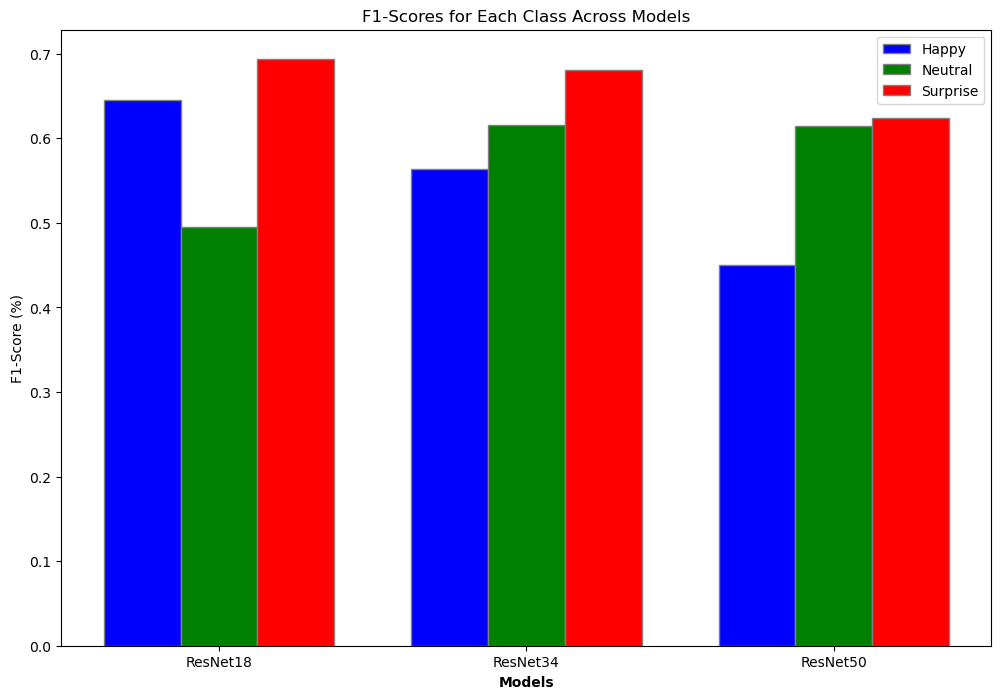 F1-Scores for Each Class Across Models
Happy
Neutral
Surprise
F1-Score (%)
0.7
0.6
0.5
0.4
0.3
0.2
0.1
0.0
ResNet18 ResNet34 ResNet50
Models